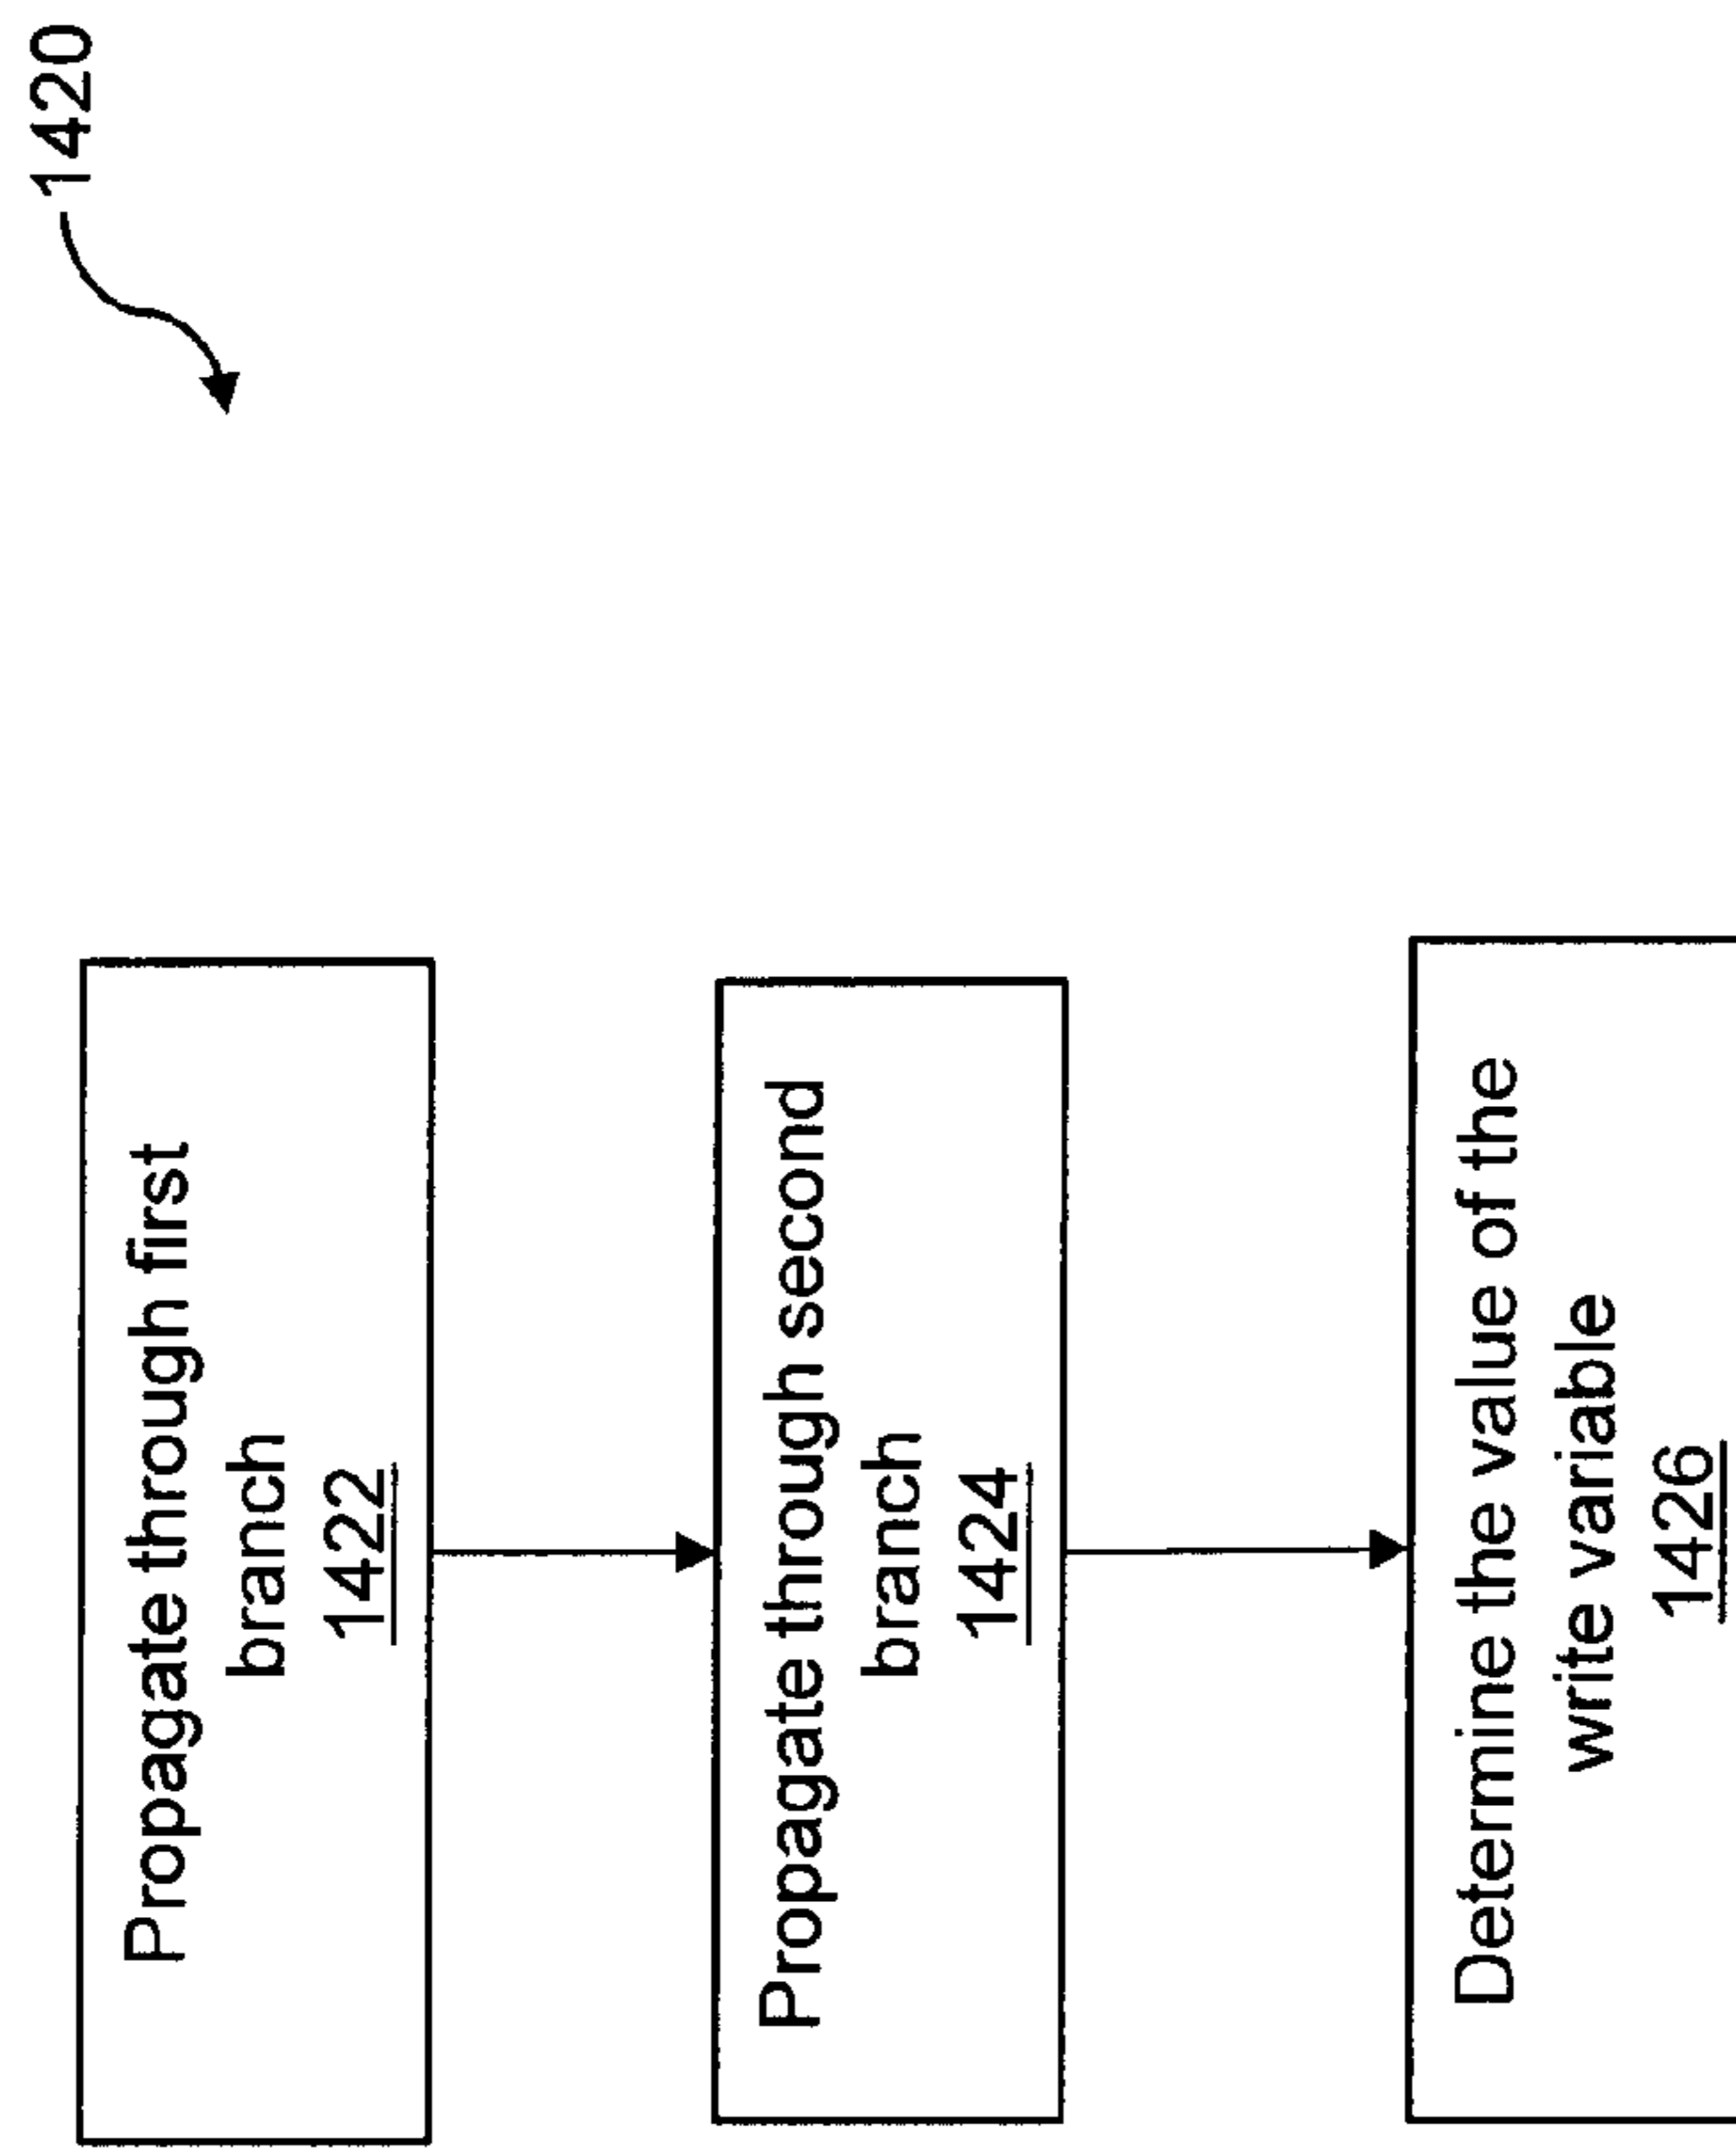 1420
Propagate through first
branch
1422
Propagate through second
branch
1424
Determine the value of the
write variable
1426